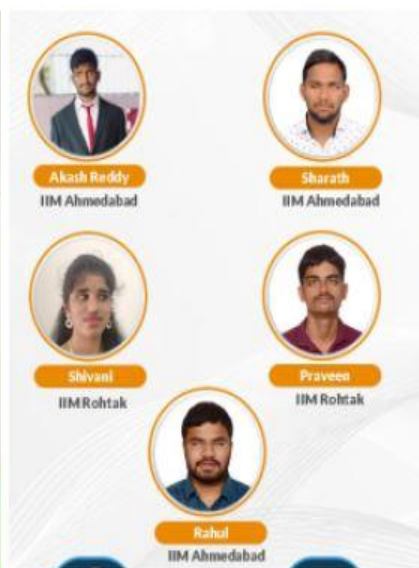 Akash Reddy
IIM Ahmedabad
Sharath
IIM Ahmedabad
Shivani
IIM Rohtak
Praveen
IIM Rohtak
Rahul
IIM Ahmedabad